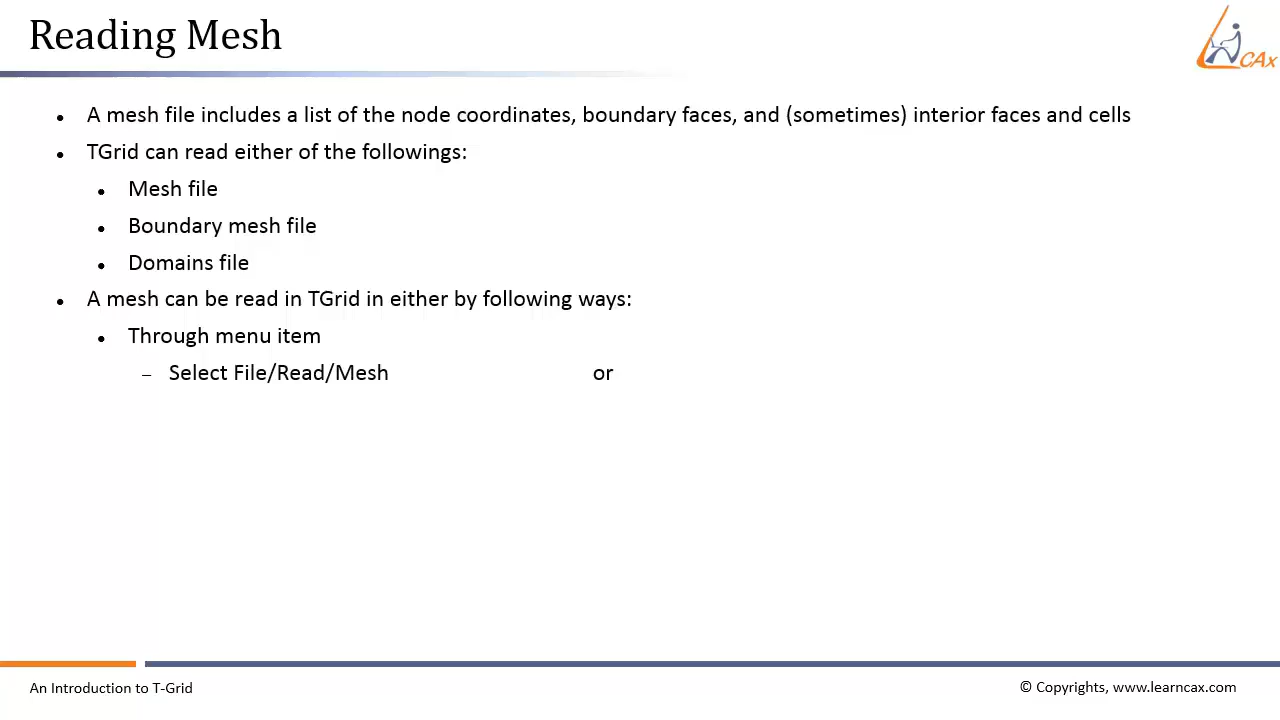 Reading Mesh
CAx
• A mesh file includes a list of the node coordinates, boundary faces, and (sometimes) interior faces and cells
• TGrid can read either of the followings:
• Mesh file
• Boundary mesh file
• Domains file
• A mesh can be read in TGrid in either by following ways:
• Through menu item
– Select File/Read/Mesh or
An Introduction to T-Grid
© Copyrights, www.learncax.com